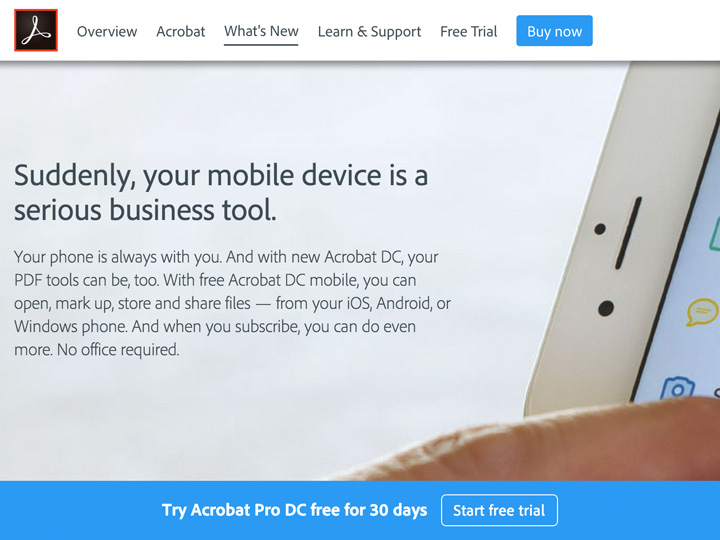 Overview Acrobat What's New Learn & Support Free Trial Buy now
Suddenly, your mobile device is a
serious business tool.
Your phone is always with you. And with new Acrobat DC, your
PDF tools can be, too. With free Acrobat DC mobile, you can
open, mark up, store and share files — from your iOS, Android, or
Windows phone. And when you subscribe, you can do even
more. No office required.
Try Acrobat Pro DC free for 30 days Start free trial